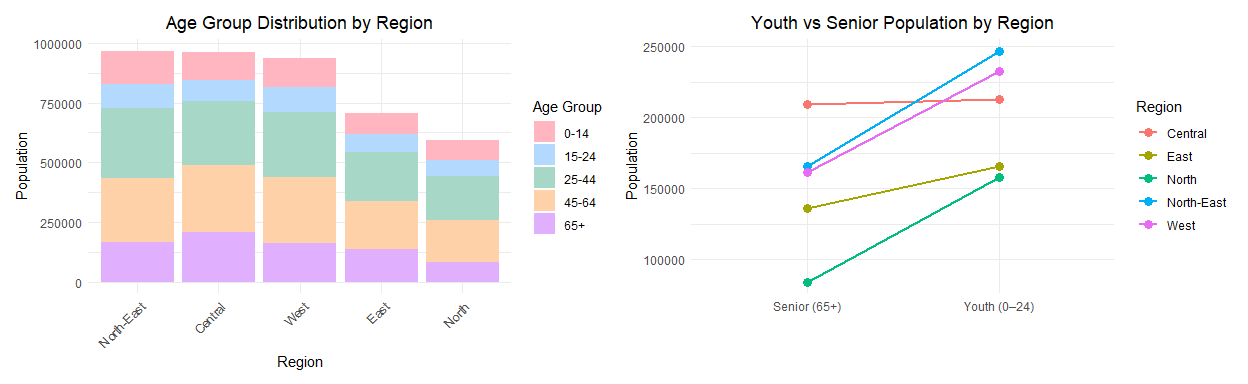 Age Group Distribution by Region
Population
1000000
750000
500000
250000
0
North-East
Central
West
East
North
Region
Age Group
0-14
15-24
25-44
45-64
65+
Youth vs Senior Population by Region
Population
250000
200000
150000
100000
Senior (65+)
Youth (0–24)
Region
Central
East
North
North-East
West